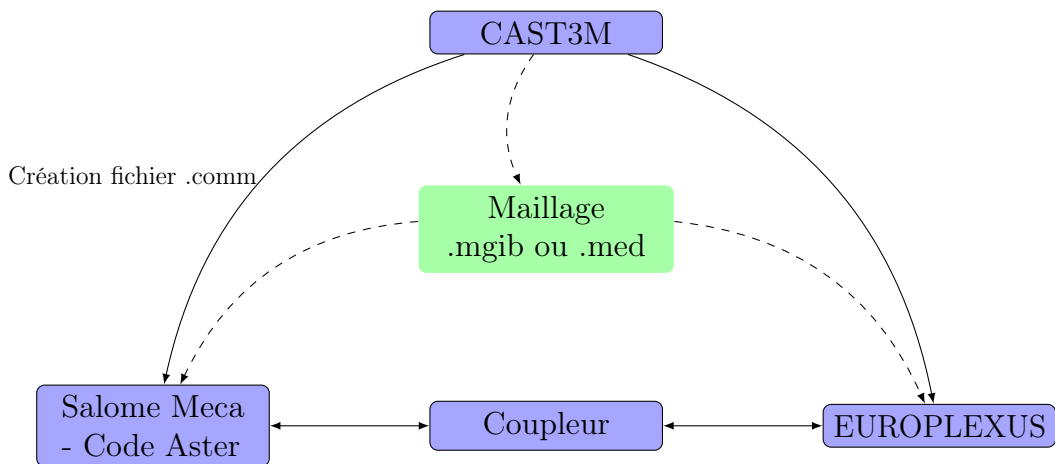 CAST3M
Création fichier .comm
Maillage
.mgib ou .med
Salome Meca
- Code Aster
Coupleur
EUROPLEXUS